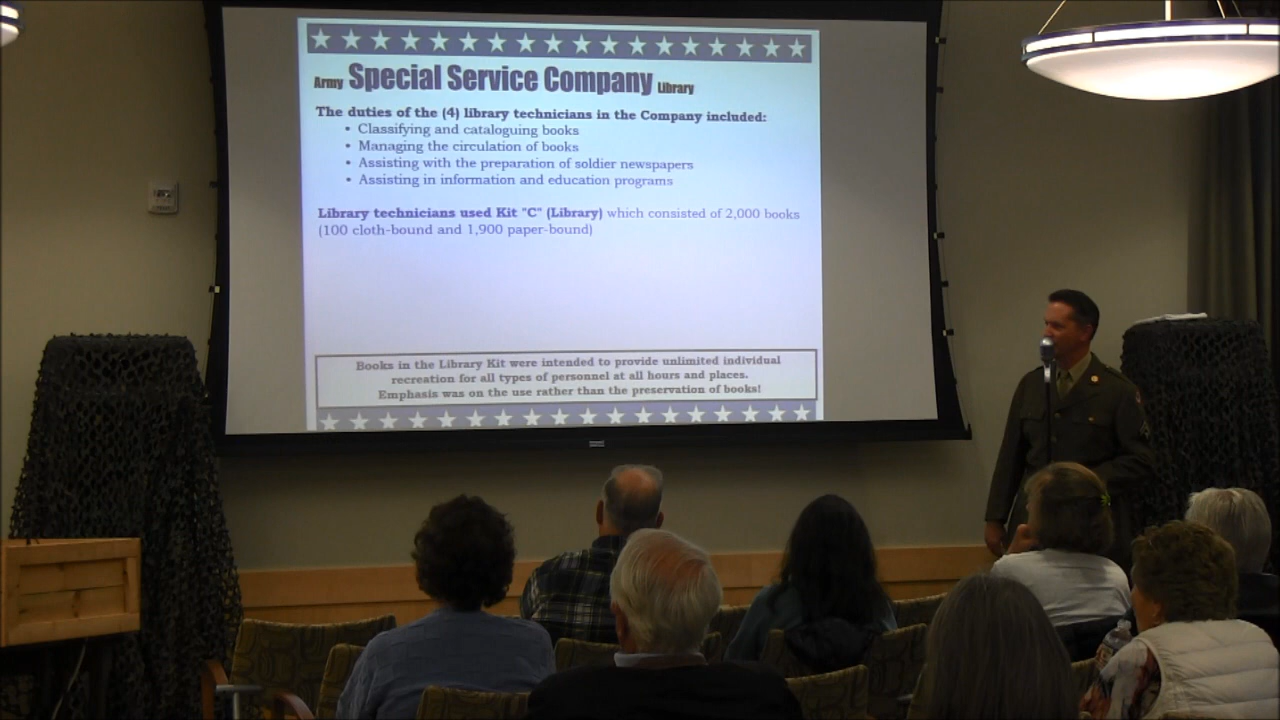 Army Special Service Company Library
The duties of the (4) library technicians in the Company included:
• Classifying and cataloguing books
• Managing the circulation of books
• Assisting with the preparation of soldier newspapers
• Assisting in information and education programs
Library technicians used Kit "C" (Library) which consisted of 2,000 books
(100 cloth-bound and 1,900 paper-bound)
Books in the Library Kit were intended to provide unlimited individual
recreation for all types of personnel at all hours and places.
Emphasis was on the use rather than the preservation of books!